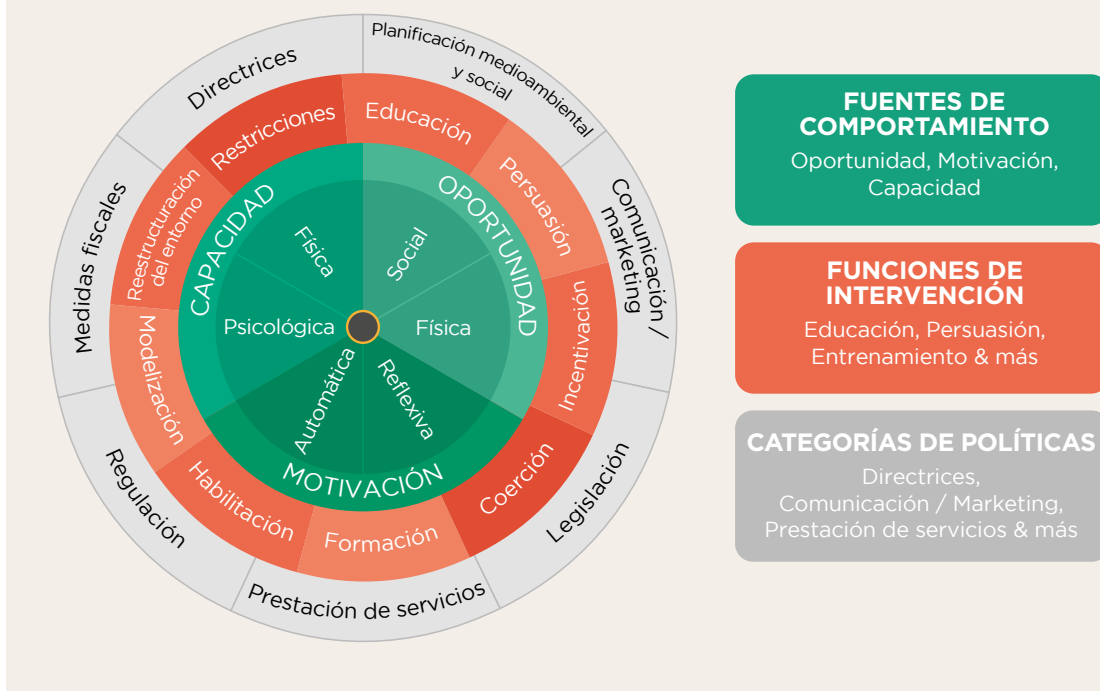 Directrices
Planificación medioambiental
y social
Comunicación /
marketing
Legislación
Prestación de servicios
Regulación
Medidas fiscales
Restricciones
Educación
Persuasión
Incentivación
Coerción
Formación
Habilitación
Modelización
Reestructuración
del entorno
CAPACIDAD
OPORTUNIDAD
MOTIVACIÓN
Física
Social
Física
Reflexiva
Automática
Psicológica
FUENTES DE
COMPORTAMIENTO
Oportunidad, Motivación,
Capacidad
FUNCIONES DE
INTERVENCIÓN
Educación, Persuasión,
Entrenamiento & más
CATEGORÍAS DE POLÍTICAS
Directrices,
Comunicación / Marketing,
Prestación de servicios & más